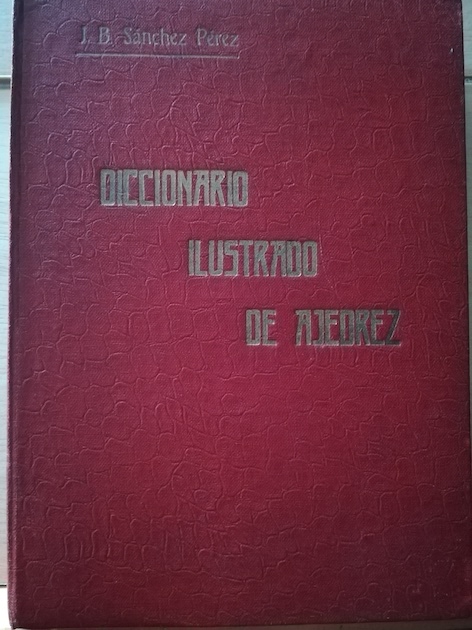 J. B. Sánchez Pérez
DICCIONARIO
ILUSTRADO
DE AJEDREZ